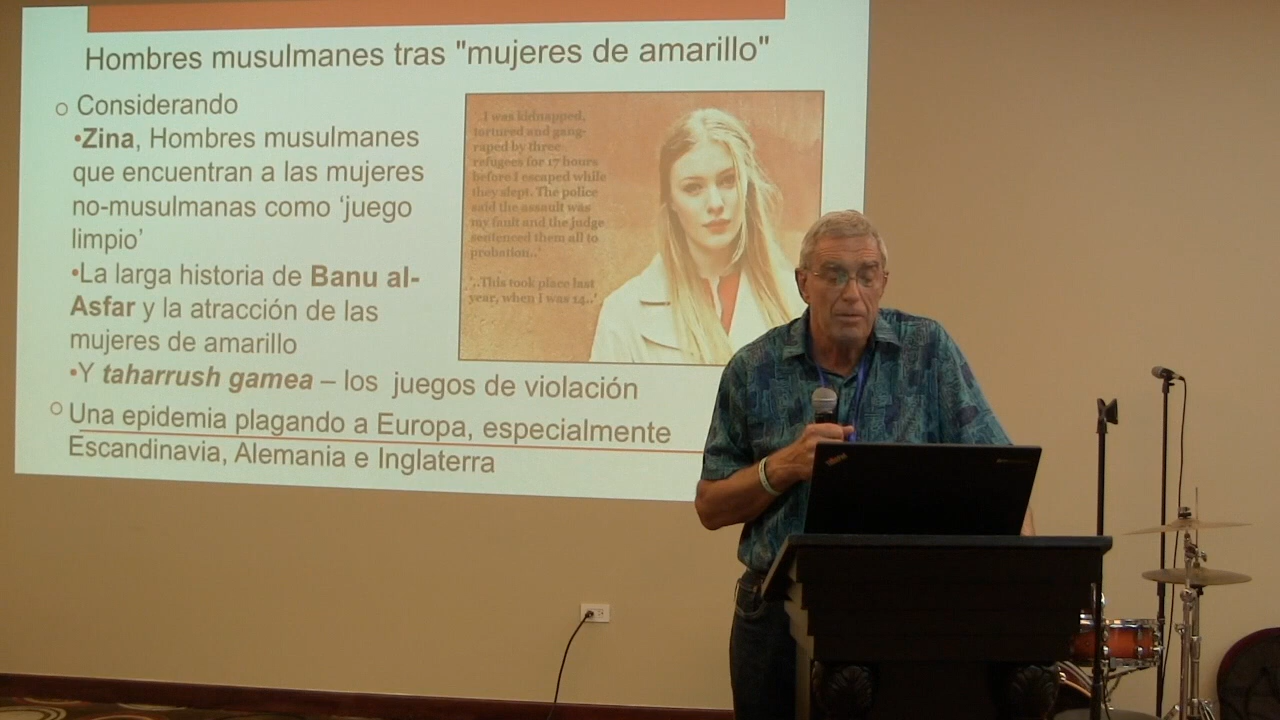 Hombres musulmanes tras "mujeres de amarillo"
Considerando
•Zina, Hombres musulmanes
que encuentran a las mujeres
no-musulmanas como ‘juego
limpio’
•La larga historia de Banu al-
Asfar y la atracción de las
mujeres de amarillo
•Y taharrush gamea – los juegos de violación
Una epidemia plagando a Europa, especialmente
Escandinavia, Alemania e Inglaterra
‘..I was kidnapped,
tortured and gang-
raped by three
refugees for 17 hours
before I escaped while
they slept. The police
said the assault was
my fault and the judge
sentenced them all to
probation..’
‘..This took place last
year, when I was 14..’